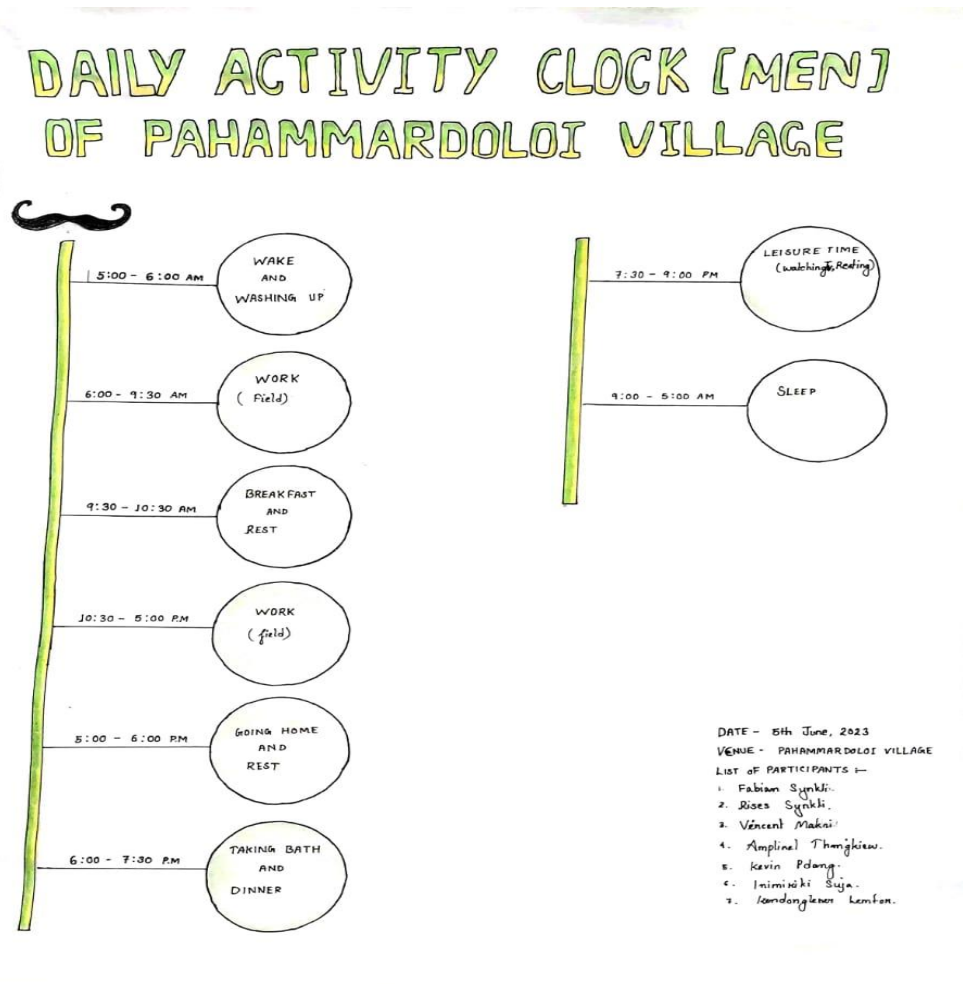 DAILY ACTIVITY CLOCK [MEN]
OF PAHAMMARDOLOI VILLAGE
5:00 - 6:00 AM
WAKE
AND
WASHING UP
6:00 - 9:30 AM
WORK
( Field)
9:30 - 10:30 AM
BREAKFAST
AND
REST
10:30 - 5:00 P.M
WORK
( field)
5:00 - 6:00 P.M
GOING HOME
AND
REST
6:00 - 7:30 P.M
TAKING BATH
AND
DINNER
7:30 - 9:00 PM
LEISURE TIME
(watching Resting)
9:00 - 5:00 AM
SLEEP
DATE - 5th June, 2023
VENUE - PAHAMMARDOLOI VILLAGE
LIST OF PARTICIPANTS :-
1. Fabian Synkli.
2. Rises Synkli.
3. Vincent Makni
4. Amplinal Thangkiew.
5. Kevin Pdang.
6. Suja.
7.